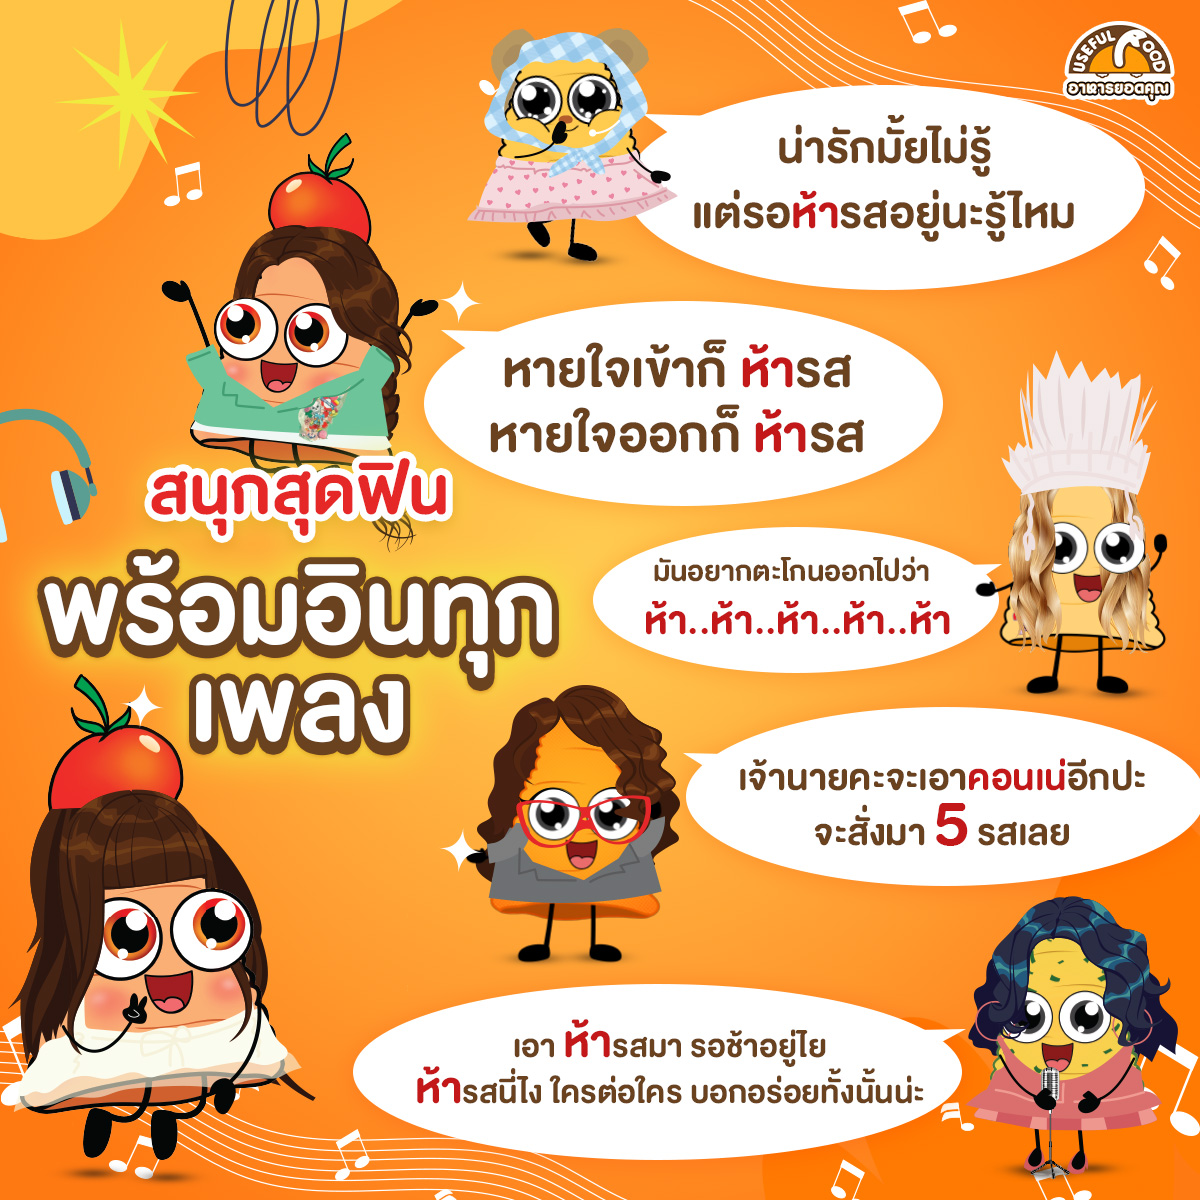 USEFUL FOOD
อาหารยอดคุณ
น่ารักมั้ยไม่รู้
แต่รอห้ารสอยู่นะรู้ไหม
หายใจเข้าก็ ห้ารส
หายใจออกก็ ห้ารส
สนุกสุดฟิน
พร้อมอินทุก
เพลง
มันอยากตะโกนออกไปว่า
ห้า..ห้า..ห้า..ห้า..ห้า
เจ้านายคะจะเอาคอนเน่อีกปะ
จะสั่งมา 5 รสเลย
เอา ห้ารสมา รอช้าอยู่ไย
ห้ารสนี่ไง ใครต่อใคร บอกอร่อยทั้งนั้นน่ะ